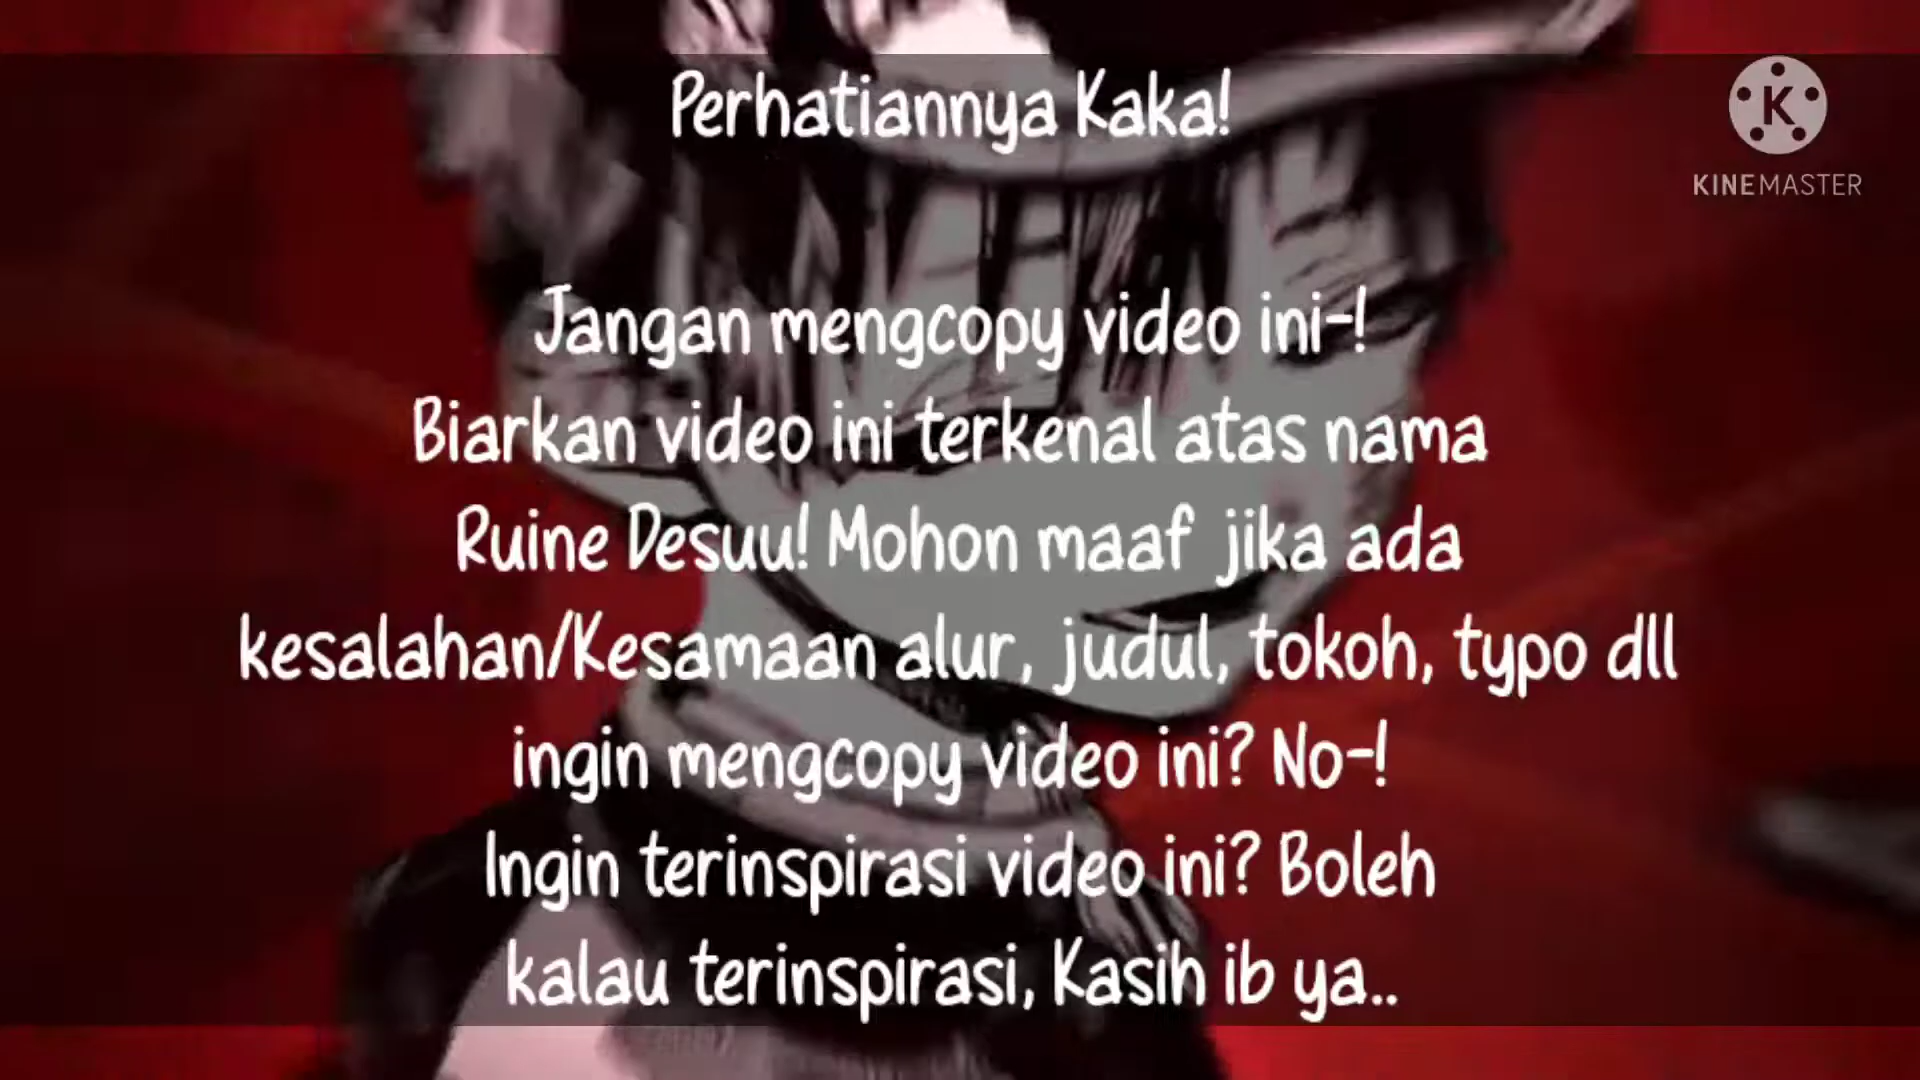 Perhatiannya Kaka!
K
KINEMASTER
Jangan mengcopy video ini-!
Biarkan video ini terkenal atas nama
Ruine Desuu! Mohon maaf jika ada
kesalahan/Kesamaan alur, judul, tokoh, typo dll
ingin mengcopy video ini? No-!
Ingin terinspirasi video ini? Boleh
kalau terinspirasi, Kasih ib ya..